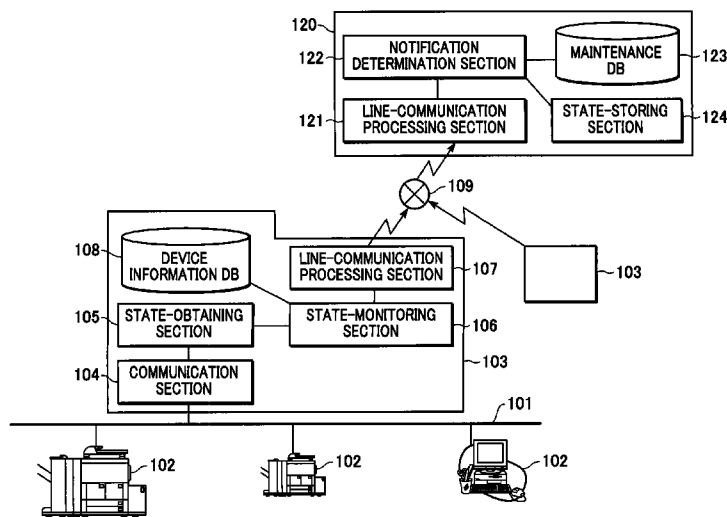 120
122
NOTIFICATION
DETERMINATION SECTION
MAINTENANCE
DB
123
121
LINE-COMMUNICATION
PROCESSING SECTION
STATE-STORING
SECTION
124
109
108
DEVICE
INFORMATION DB
LINE-COMMUNICATION
PROCESSING SECTION
107
103
105
STATE-OBTAINING
SECTION
STATE-MONITORING
SECTION
106
104
COMMUNICATION
SECTION
103
101
102
102
102